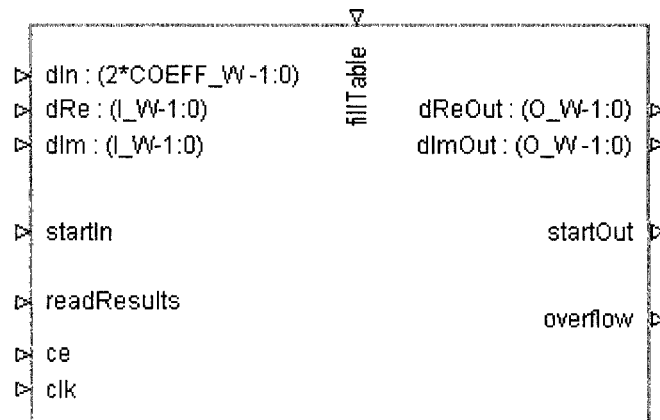 fillTable
dIn : (2*COEFF_W-1:0)
dRe : (I_W-1:0)
dReOut : (O_W-1:0)
dIm : (I_W-1:0)
dImOut : (O_W-1:0)
startIn
startOut
readResults
overflow
ce
clk